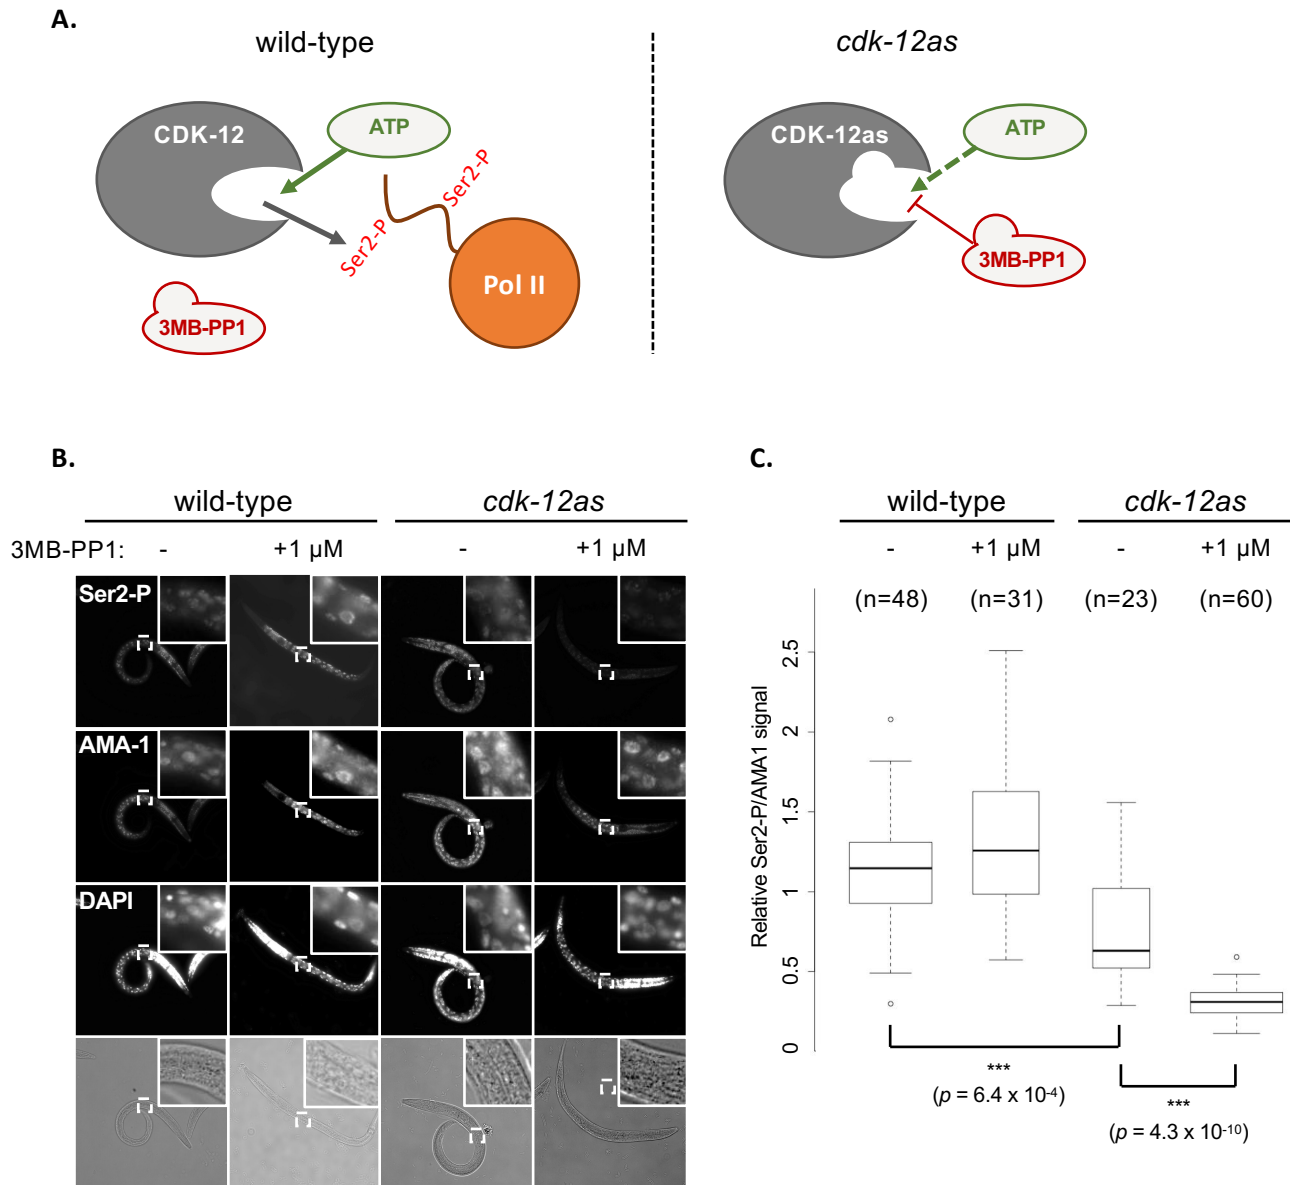 A.
wild-type
cdk-12as
CDK-12
ATP
Ser2-P
Ser2-P
Pol II
3MB-PP1
CDK-12as
ATP
3MB-PP1
B.
wild-type
cdk-12as
3MB-PP1: - +1 μM - +1 μM
Ser2-P
AMA-1
DAPI
C.
wild-type
cdk-12as
- +1 μM - +1 μM
(n=48) (n=31) (n=23) (n=60)
Relative Ser2-P/AMA1 signal
2.5
2
1.5
1
0.5
0
***
(p = 6.4 x 10-4)
***
(p = 4.3 x 10-10)